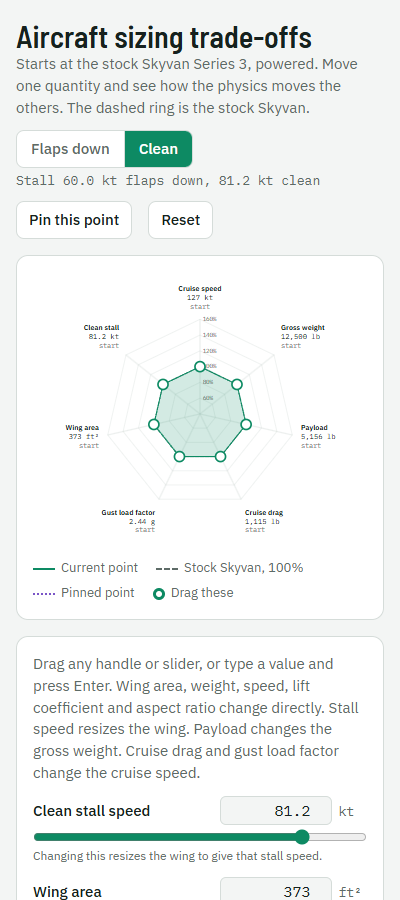 Aircraft sizing trade-offs
Starts at the stock Skyvan Series 3, powered. Move
one quantity and see how the physics moves the
others. The dashed ring is the stock Skyvan.
Flaps down
Clean
Stall 60.0 kt flaps down, 81.2 kt clean
Pin this point
Reset
Cruise speed
127 kt
start
160%
140%
120%
100%
80%
60%
Clean stall
81.2 kt
start
Gross weight
12,500 lb
start
Wing area
373 ft²
start
Payload
5,156 lb
start
Gust load factor
2.44 g
start
Cruise drag
1,115 lb
start
Current point
Stock Skyvan, 100%
Pinned point
Drag these
Drag any handle or slider, or type a value and
press Enter. Wing area, weight, speed, lift
coefficient and aspect ratio change directly. Stall
speed resizes the wing. Payload changes the
gross weight. Cruise drag and gust load factor
change the cruise speed.
Clean stall speed
81.2
kt
Changing this resizes the wing to give that stall speed.
Wing area
373
ft²